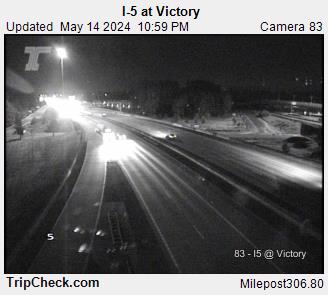 I-5 at Victory
Updated May 14 2024 10:59 PM Camera 83
T
5
83 - I5 @ Victory
TripCheck.com Milepost306.80